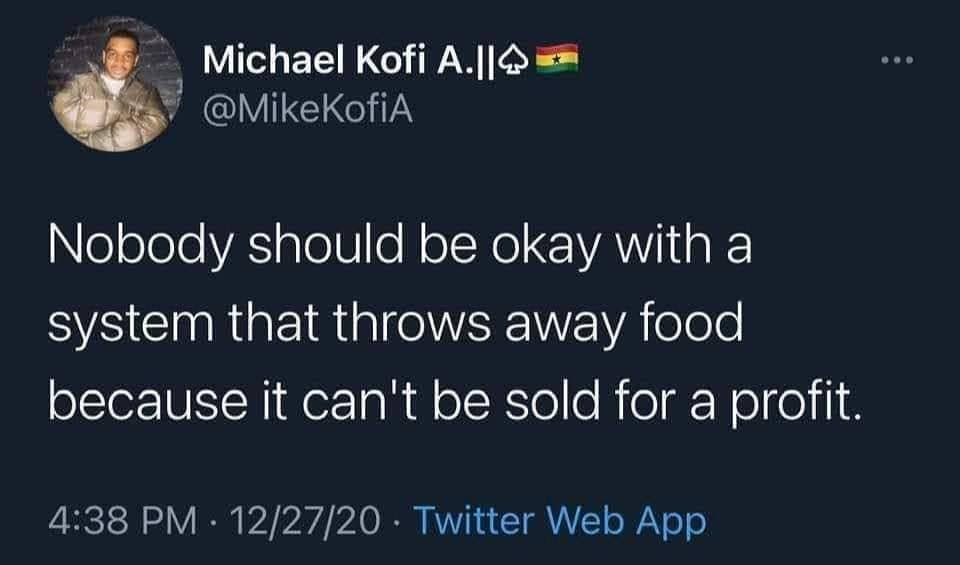 Michael Kofi A.||♤🇬🇭
@MikeKofiA
Nobody should be okay with a
system that throws away food
because it can't be sold for a profit.
4:38 PM · 12/27/20 · Twitter Web App